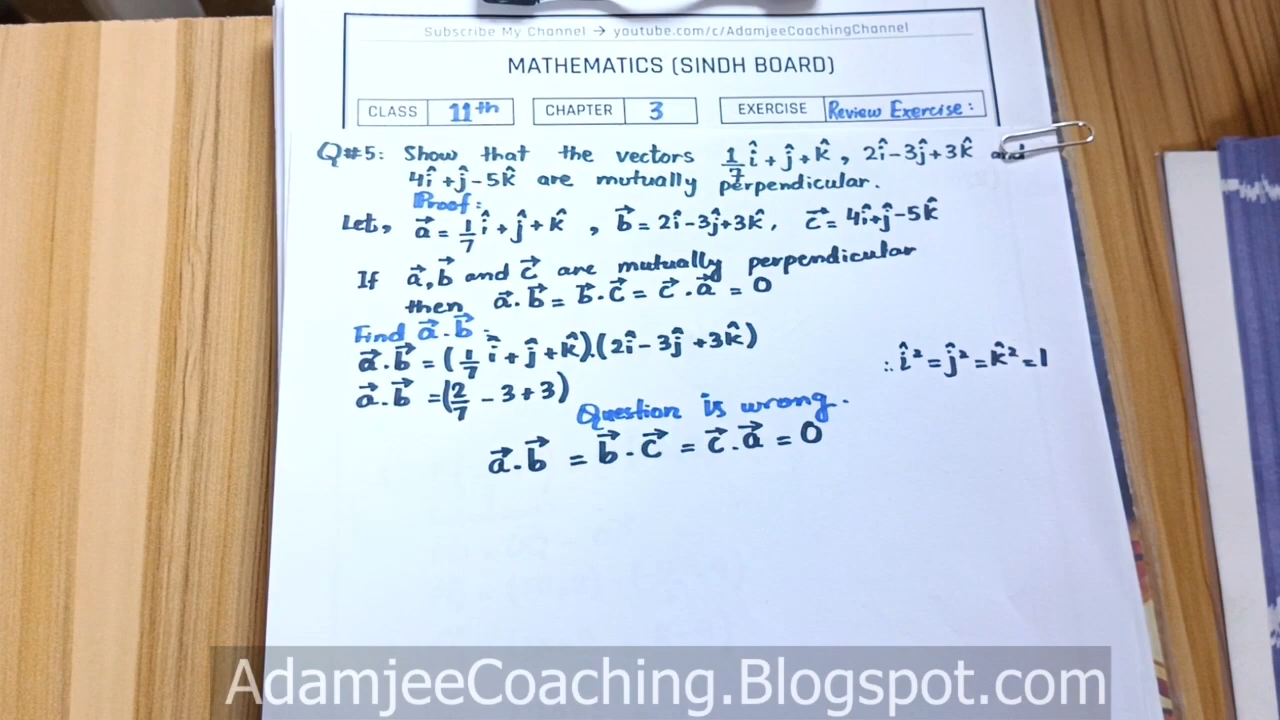 Subscribe My Channel → youtube.com/c/AdamjeeCoachingChannel
MATHEMATICS (SINDH BOARD)
CLASS 11th CHAPTER 3 EXERCISE Review Exercise:
Q#5: Show that the vectors 1/7 î + ĵ + k̂, 2î - 3ĵ + 3k̂ and
4î + ĵ - 5k̂ are mutually perpendicular.
Proof:
Let, a⃗ = 1/7 î + ĵ + k̂, b⃗ = 2î - 3ĵ + 3k̂, c⃗ = 4î + ĵ - 5k̂
If a⃗, b⃗ and c⃗ are mutually perpendicular
then a⃗.b⃗ = b⃗.c⃗ = c⃗.a⃗ = 0
Find a⃗.b⃗:
a⃗.b⃗ = (1/7 î + ĵ + k̂).(2î - 3ĵ + 3k̂) ∴ î² = ĵ² = k̂² = 1
a⃗.b⃗ = (2/7 - 3 + 3)
Question is wrong.
a⃗.b⃗ = b⃗.c⃗ = c⃗.a⃗ = 0
AdamjeeCoaching.Blogspot.com